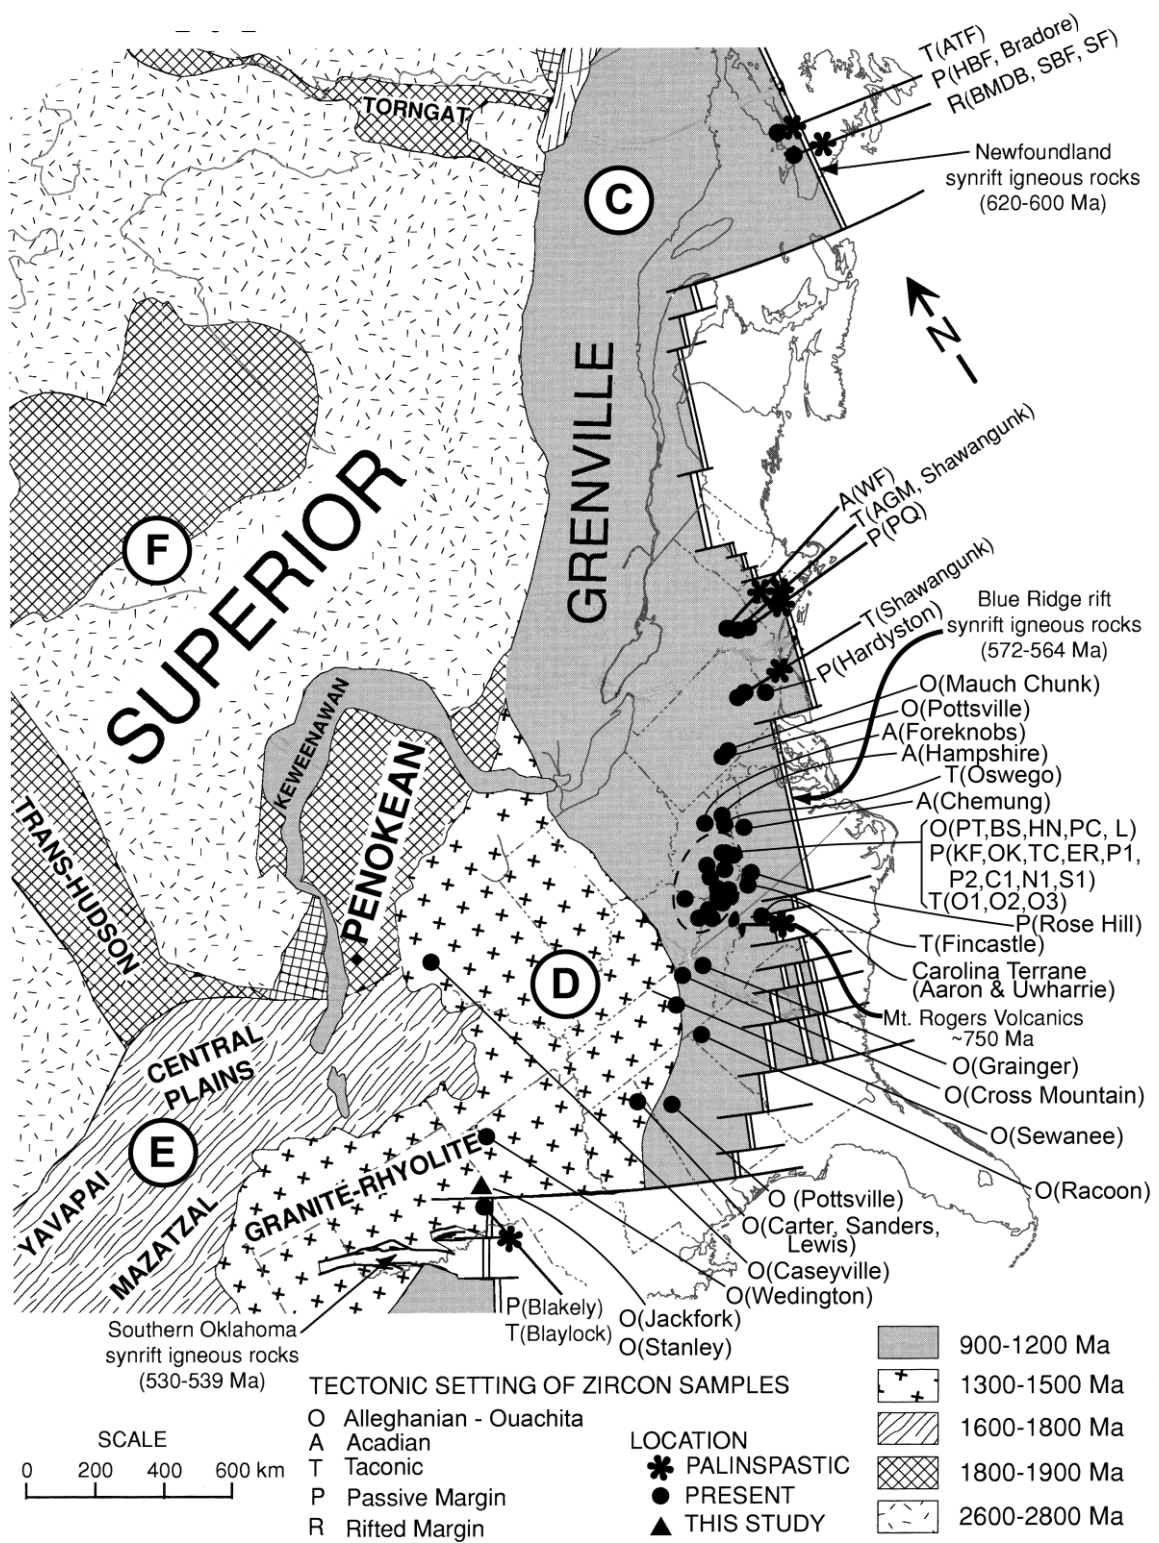 T(ATF)
P(HBF, Bradore)
R(BMDB, SBF, SF)
TORNGAT
Newfoundland
synrift igneous rocks
(620-600 Ma)
C
N
GRENVILLE
SUPERIOR
F
A(WF)
T(AGM, Shawangunk)
P(PQ)
T(Shawangunk)
P(Hardyston)
Blue Ridge rift
synrift igneous rocks
(572-564 Ma)
O(Mauch Chunk)
O(Pottsville)
A(Foreknobs)
A(Hampshire)
T(Oswego)
A(Chemung)
O(PT,BS,HN,PC, L)
P(KF,OK,TC,ER,P1,
P2,C1,N1,S1)
T(O1,O2,O3)
P(Rose Hill)
T(Fincastle)
Carolina Terrane
(Aaron & Uwharrie)
Mt. Rogers Volcanics
~750 Ma
O(Grainger)
O(Cross Mountain)
O(Sewanee)
O(Racoon)
KEWEENAWAN
PENOKEAN
TRANS-HUDSON
D
CENTRAL
PLAINS
E
YAVAPAI
MAZATZAL
GRANITE-RHYOLITE
O (Pottsville)
O(Carter, Sanders,
Lewis)
O(Caseyville)
O(Wedington)
P(Blakely)
T(Blaylock)
O(Jackfork)
O(Stanley)
Southern Oklahoma
synrift igneous rocks
(530-539 Ma)
TECTONIC SETTING OF ZIRCON SAMPLES
O Alleghanian - Ouachita
A Acadian
T Taconic
P Passive Margin
R Rifted Margin
SCALE
0 200 400 600 km
LOCATION
PALINSPASTIC
PRESENT
THIS STUDY
900-1200 Ma
1300-1500 Ma
1600-1800 Ma
1800-1900 Ma
2600-2800 Ma